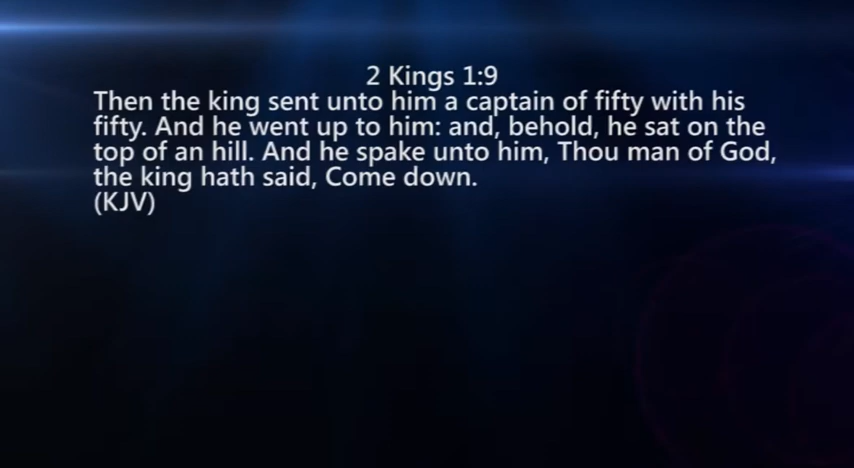 2 Kings 1:9
Then the king sent unto him a captain of fifty with his
fifty. And he went up to him: and, behold, he sat on the
top of an hill. And he spake unto him, Thou man of God,
the king hath said, Come down.
(KJV)